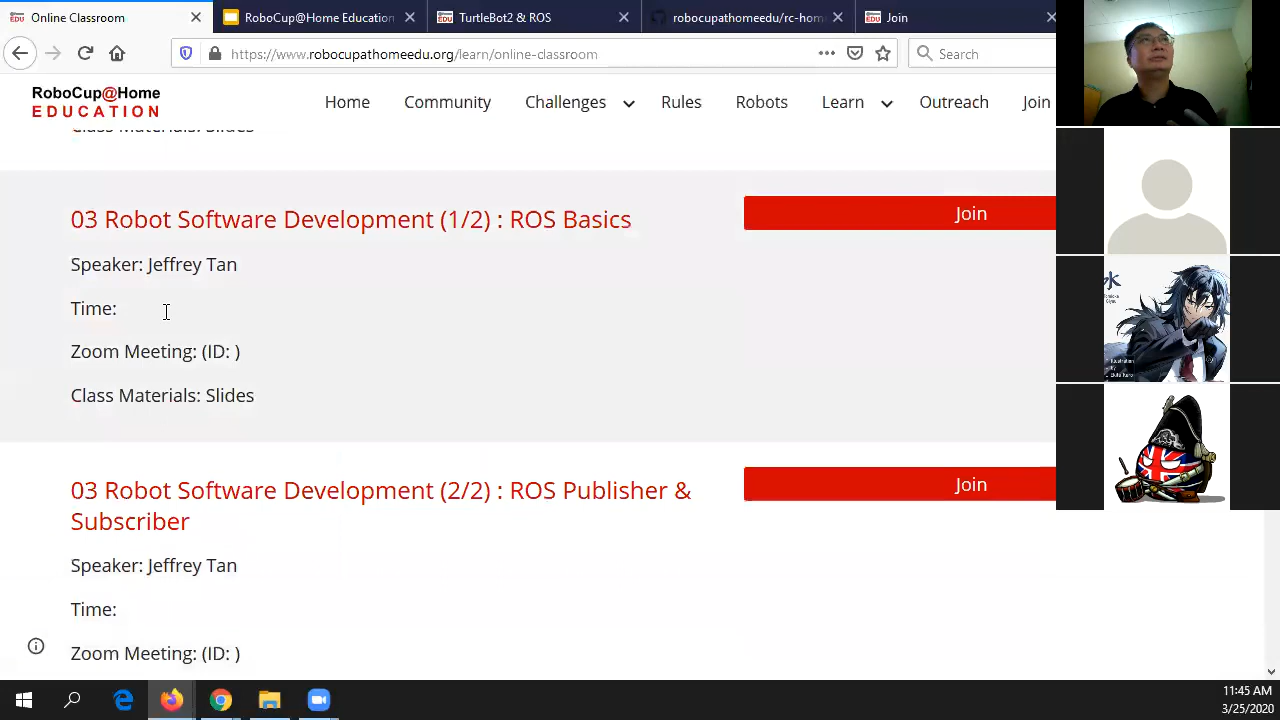 Online Classroom
RoboCup@Home Education
TurtleBot2 & ROS
robocupathomeedu/rc-hom
Join
https://www.robocupathomeedu.org/learn/online-classroom
Search
RoboCup@Home
EDUCATION
Home
Community
Challenges
Rules
Robots
Learn
Outreach
Join
Class Materials: Slides
03 Robot Software Development (1/2) : ROS Basics
Join
Speaker: Jeffrey Tan
Time:
Zoom Meeting: (ID: )
Class Materials: Slides
03 Robot Software Development (2/2) : ROS Publisher &
Subscriber
Join
Speaker: Jeffrey Tan
Time:
Zoom Meeting: (ID: )
11:45 AM
3/25/2020